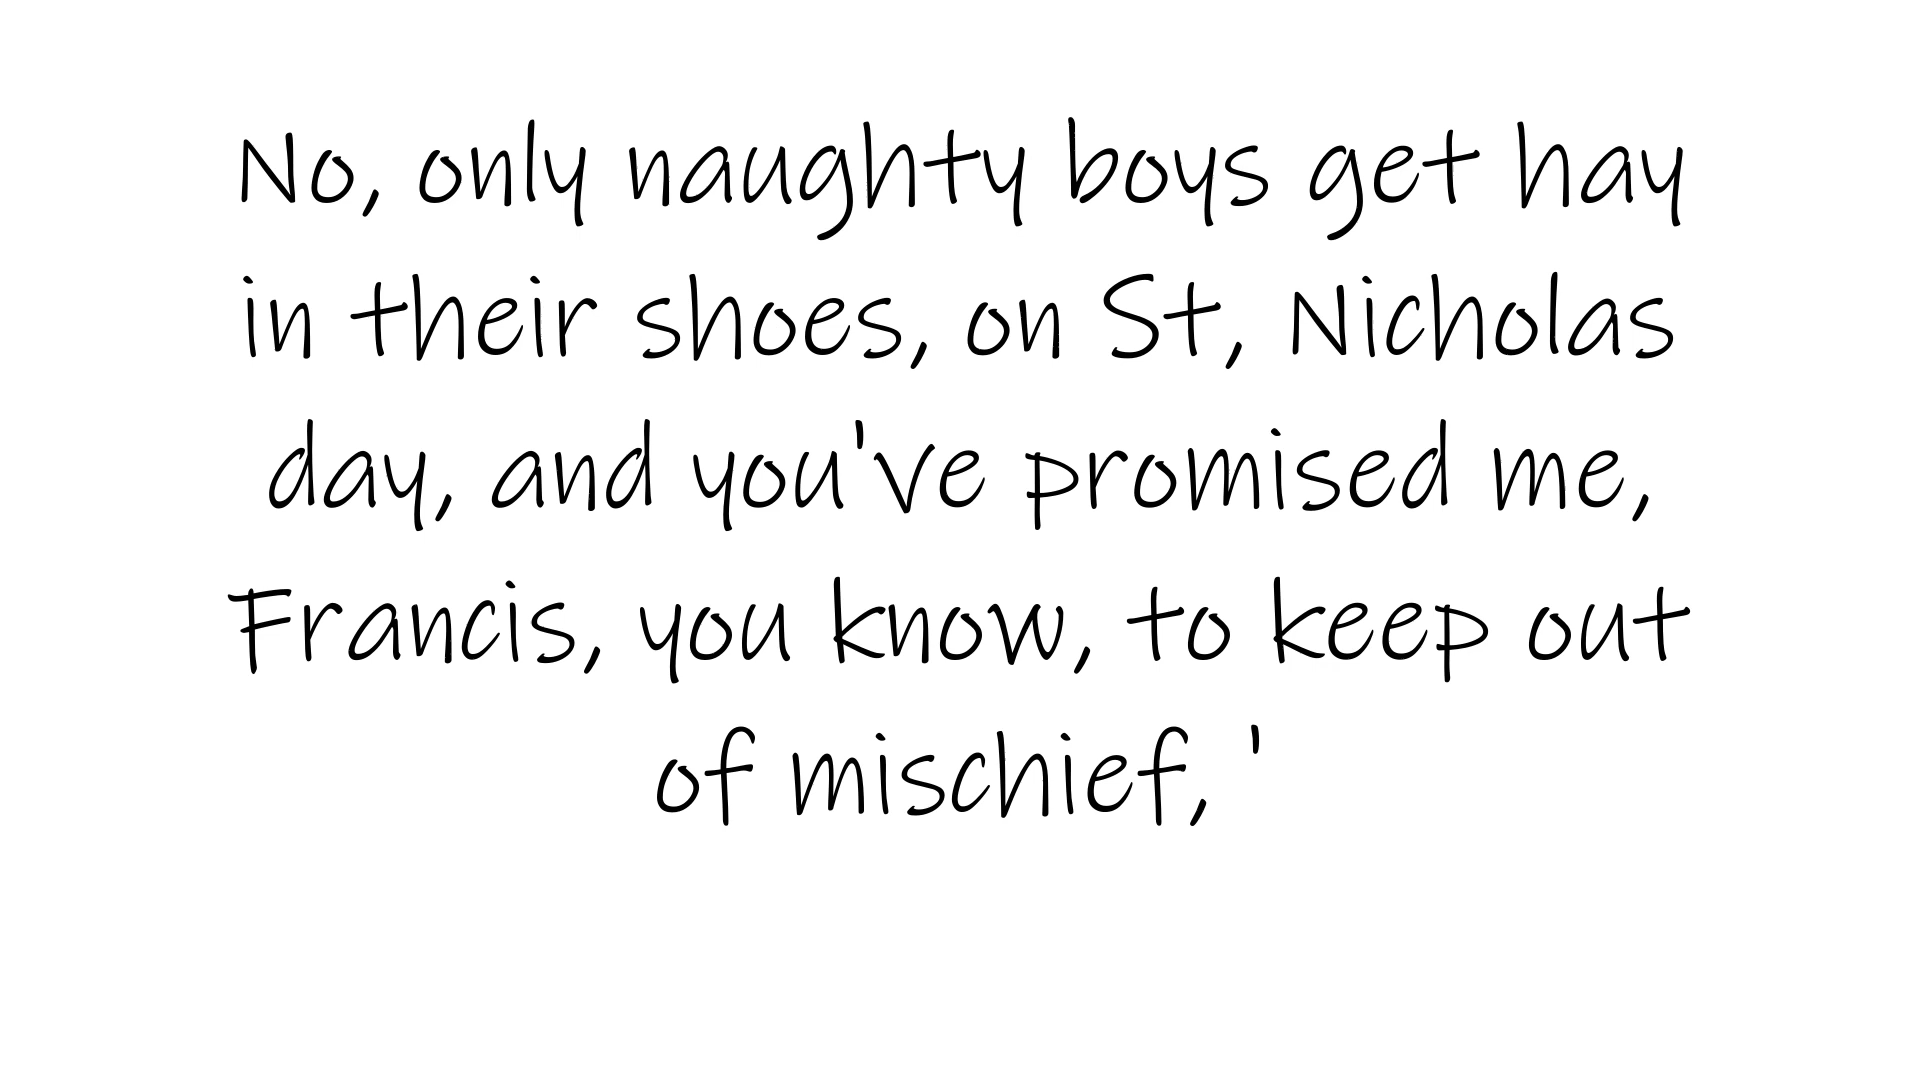 No, only naughty boys get hay
in their shoes, on St, Nicholas
day, and you've promised me,
Francis, you know, to keep out
of mischief, '